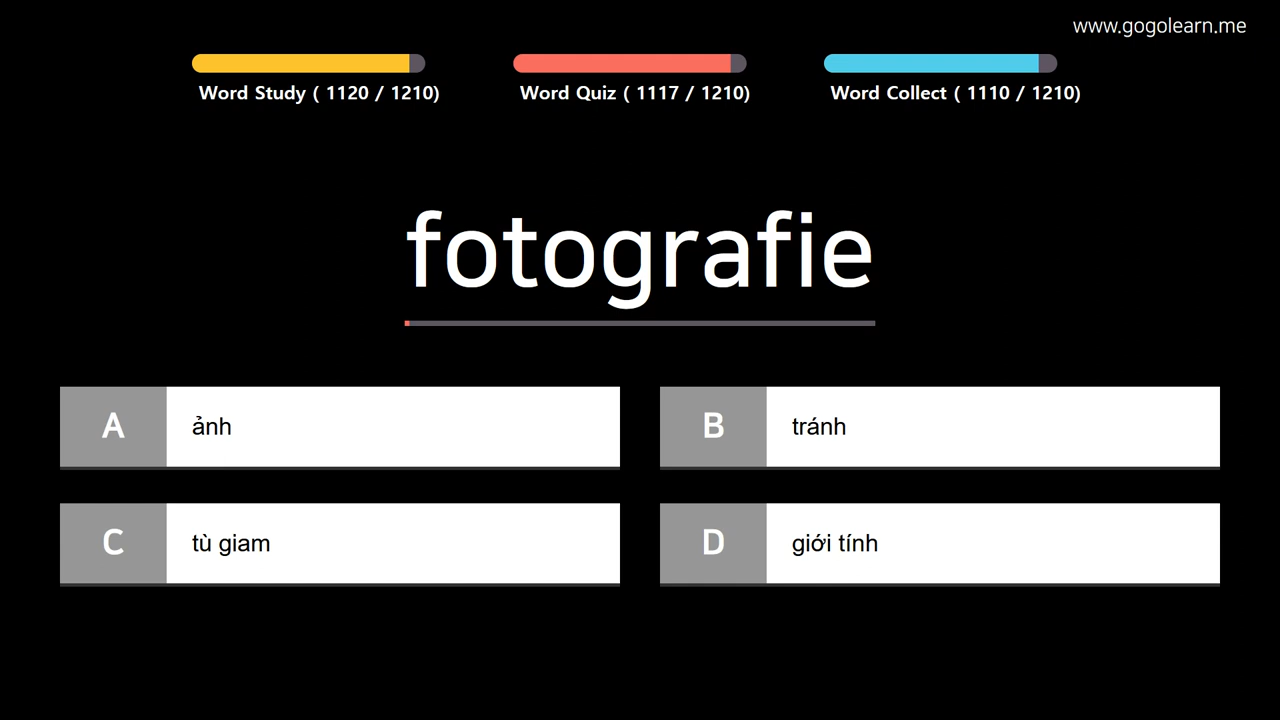 www.gogolearn.me
Word Study ( 1120 / 1210)
Word Quiz ( 1117 / 1210)
Word Collect ( 1110 / 1210)
fotografie
A ảnh
B tránh
C tù giam
D giới tính